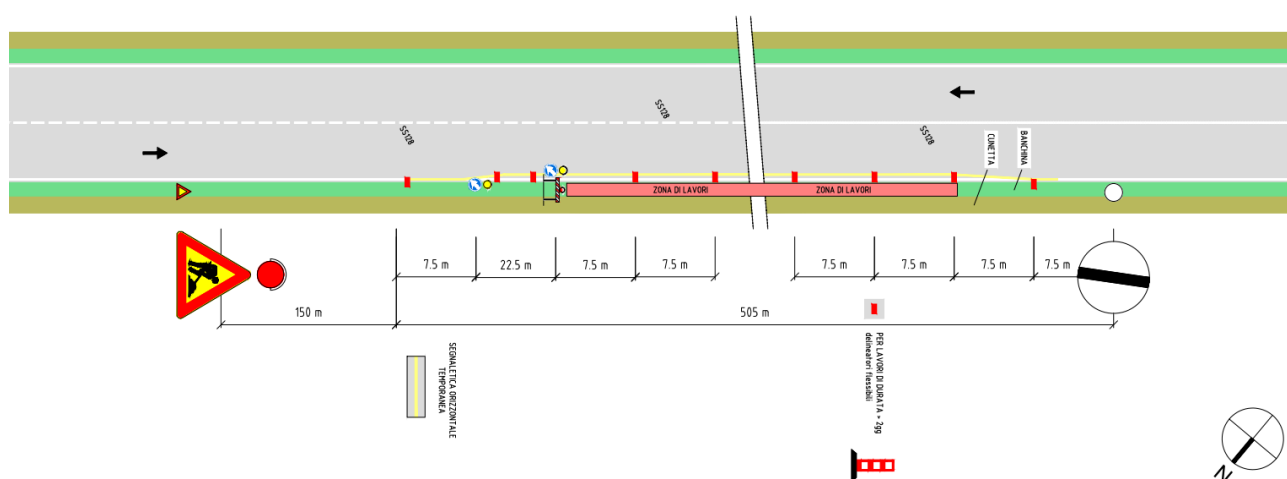 SS128
SS128
SS128
CUNETTA
BANCHINA
ZONA DI LAVORI
ZONA DI LAVORI
7.5 m
22.5 m
7.5 m
7.5 m
7.5 m
7.5 m
7.5 m
7.5 m
150 m
505 m
SEGNALETICA ORIZZONTALE
TEMPORANEA
PER LAVORI DI DURATA > 2gg
delineatori flessibili
N